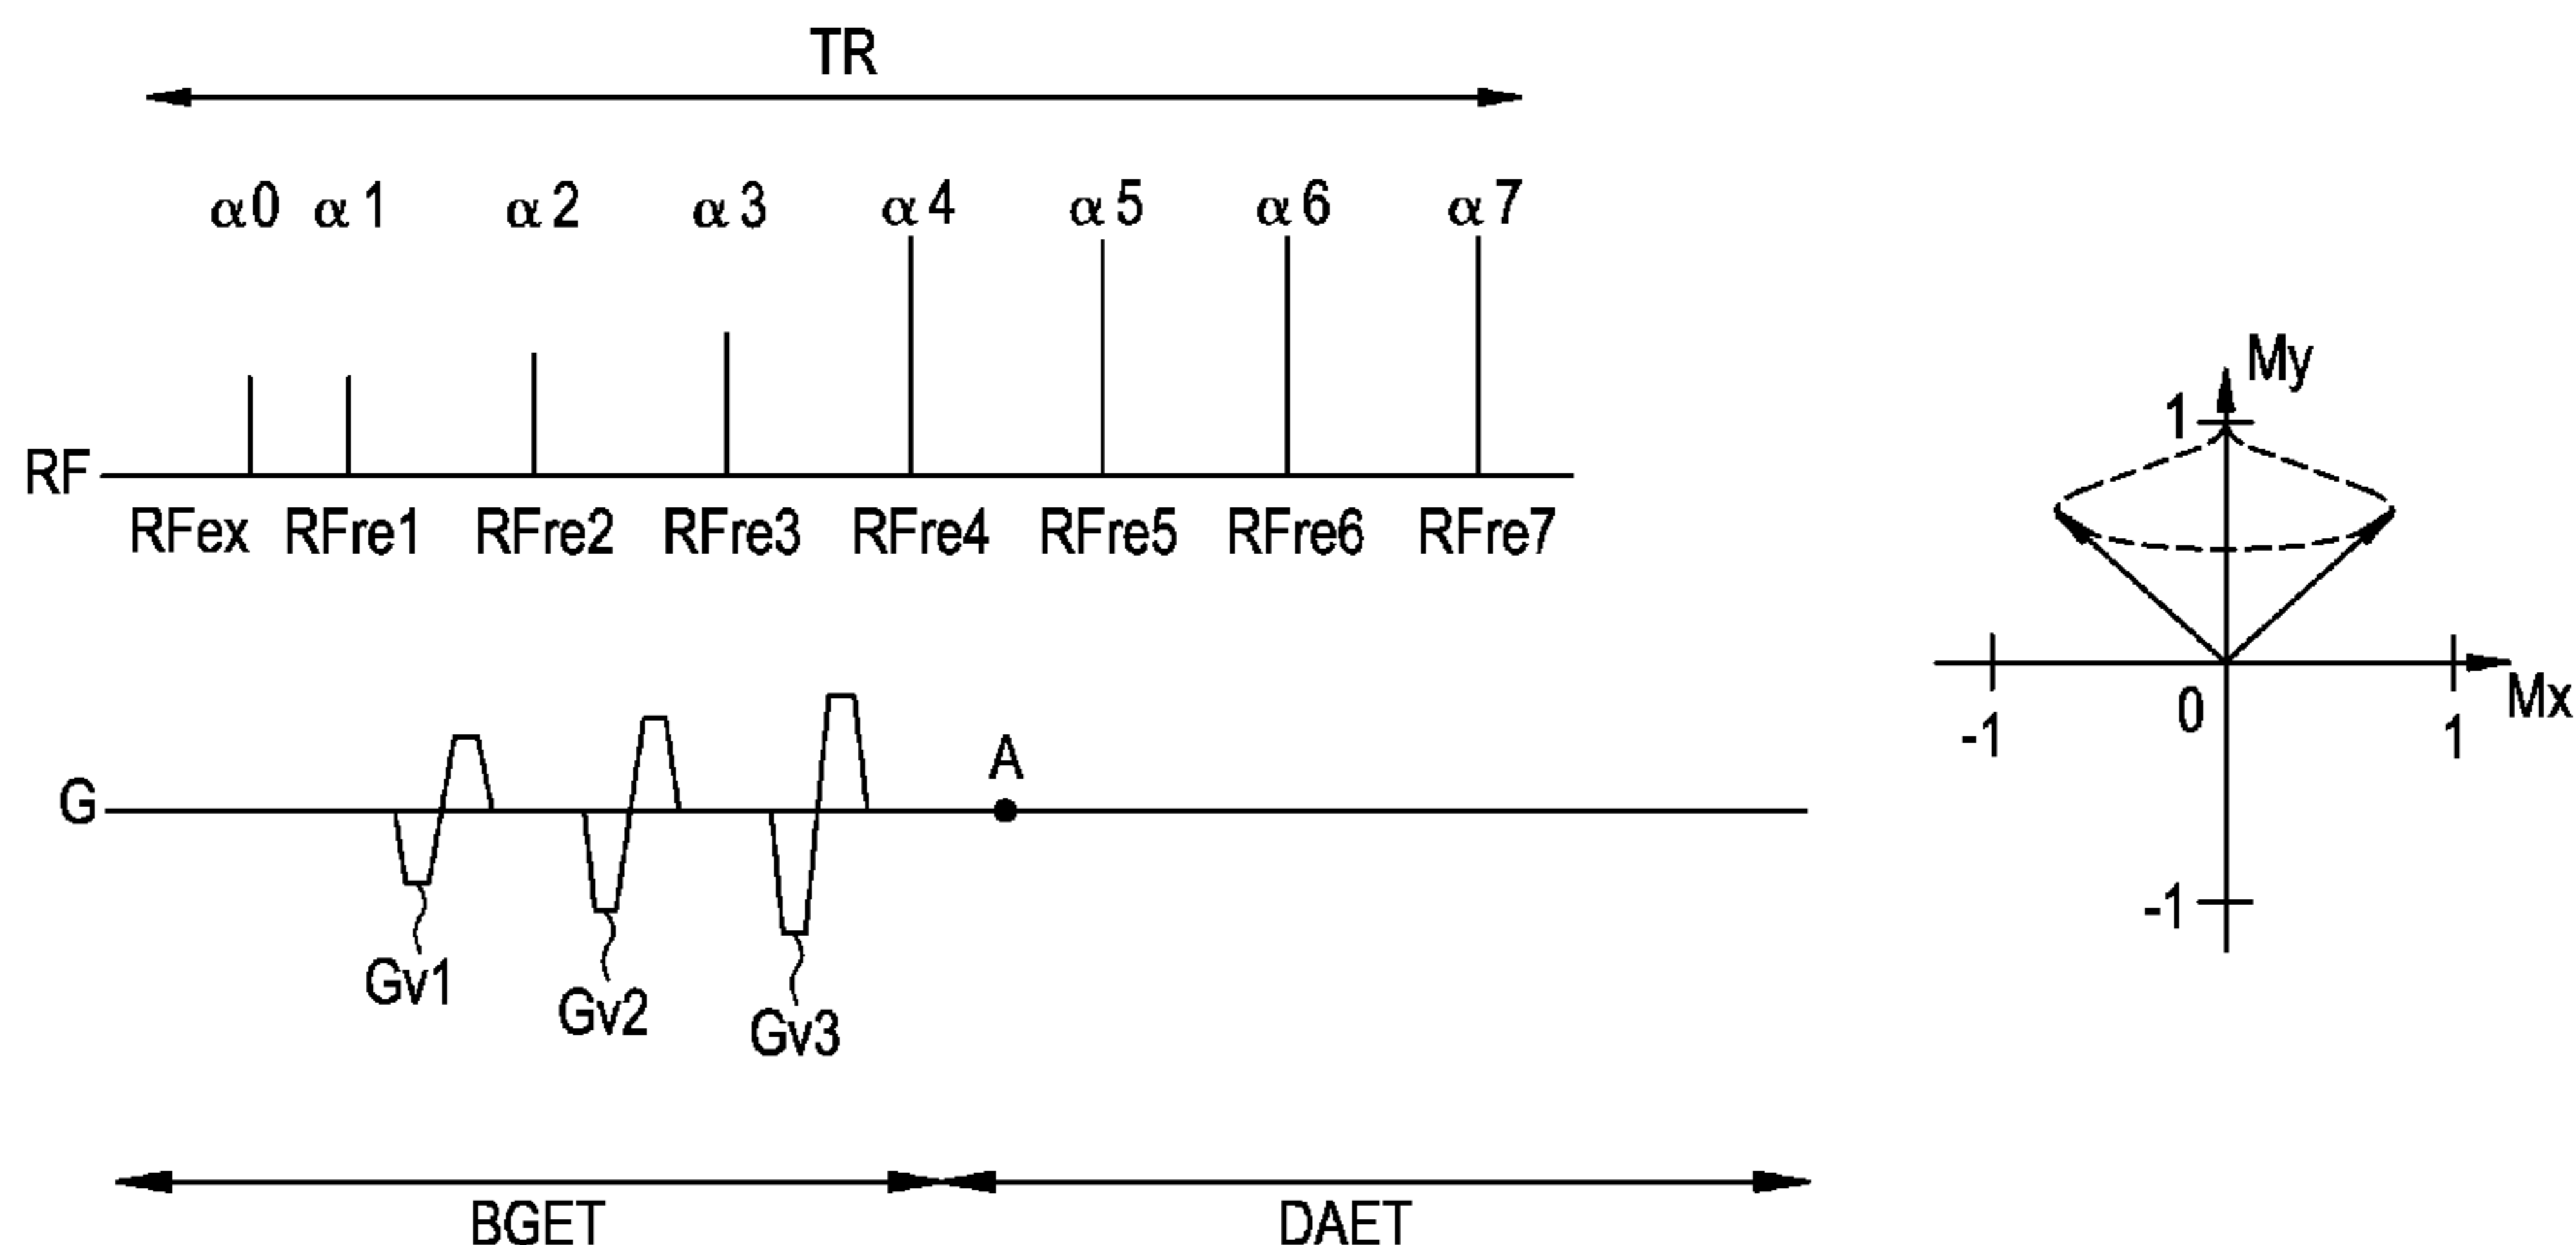 TR
α0 α1 α2 α3 α4 α5 α6 α7
RF
RFex RFre1 RFre2 RFre3 RFre4 RFre5 RFre6 RFre7
My
1
-1 0 1 Mx
-1
G
A
Gv1 Gv2 Gv3
BGET DAET